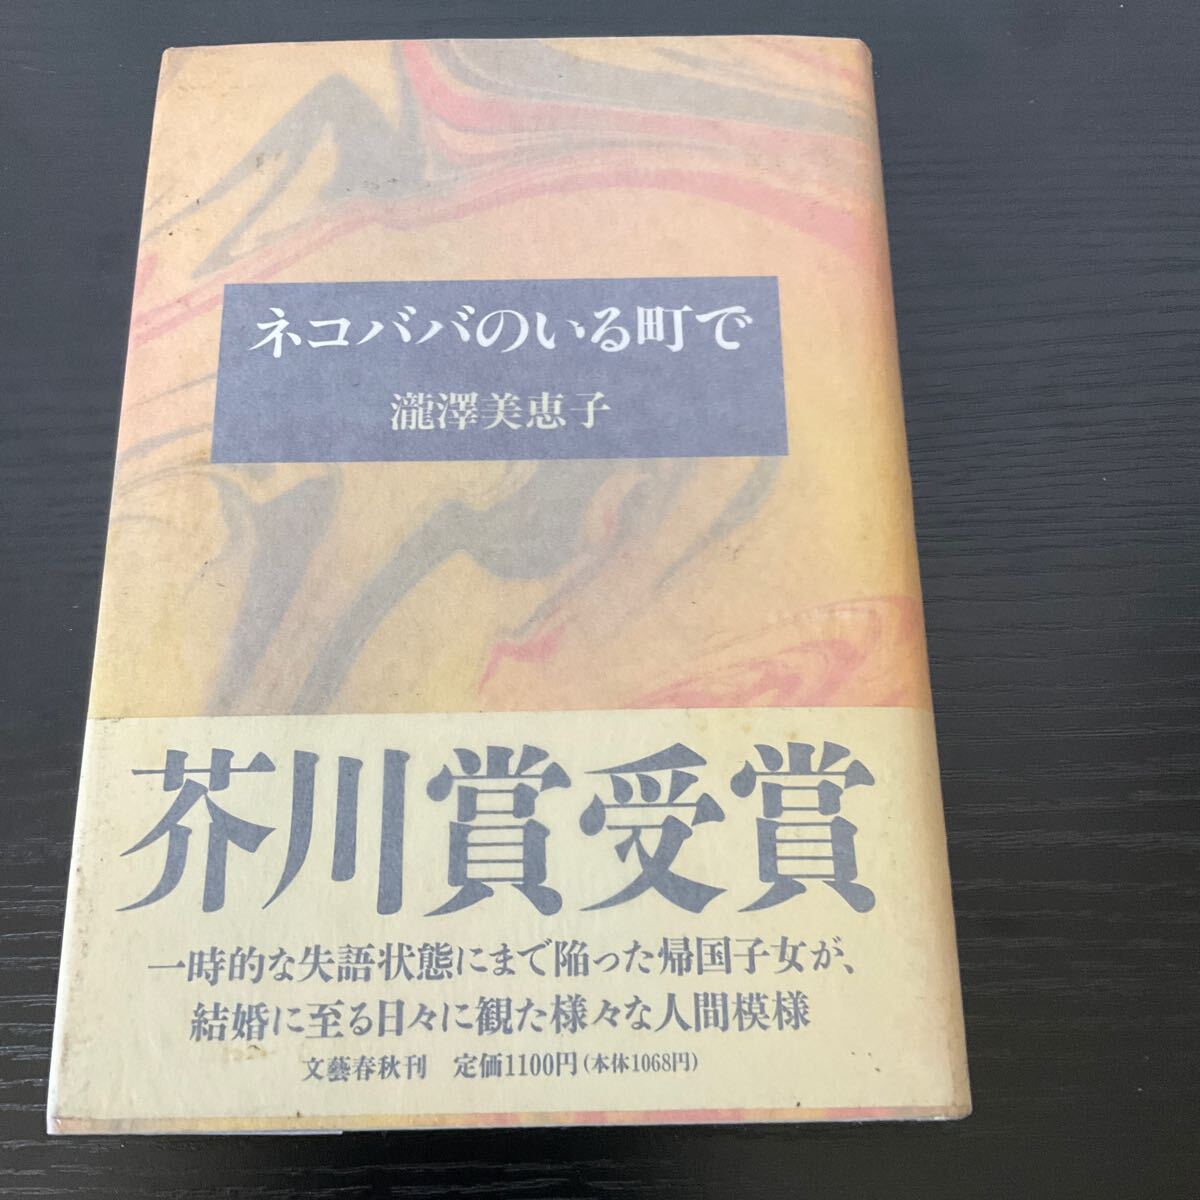 ネコババのいる町で
瀧澤美恵子
芥川賞受賞
一時的な失語状態にまで陥った帰国子女が、
結婚に至る日々に観た様々な人間模様
文藝春秋刊 定価1100円(本体1068円)